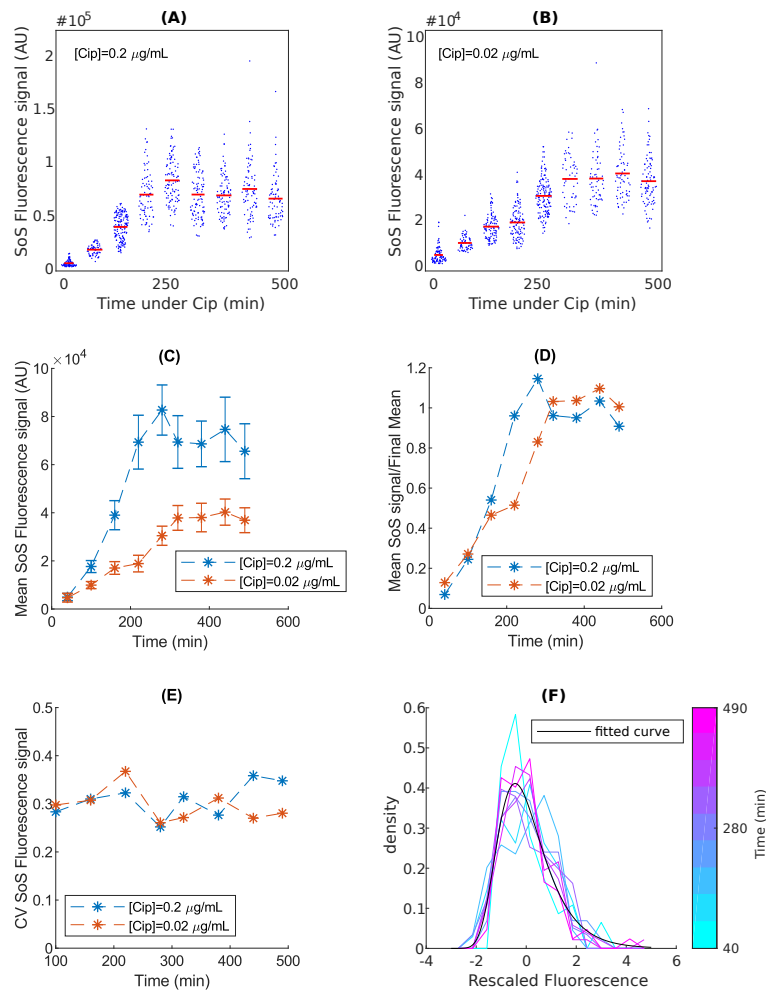 (A)
#10⁵
[Cip]=0.2 μg/mL
SoS Fluorescence signal (AU)
2
1.5
1
0.5
0
0
250
500
Time under Cip (min)
(B)
#10⁴
[Cip]=0.02 μg/mL
SoS Fluorescence signal (AU)
10
8
6
4
2
0
0
250
500
Time under Cip (min)
(C)
×10⁴
Mean SoS Fluorescence signal (AU)
10
8
6
4
2
0
[Cip]=0.2 μg/mL
[Cip]=0.02 μg/mL
0
200
400
600
Time (min)
(D)
Mean SoS signal/Final Mean
1.2
1
0.8
0.6
0.4
0.2
0
[Cip]=0.2 μg/mL
[Cip]=0.02 μg/mL
0
200
400
600
Time (min)
(E)
CV SoS Fluorescence signal
0.5
0.4
0.3
0.2
0.1
0
[Cip]=0.2 μg/mL
[Cip]=0.02 μg/mL
100
200
300
400
500
Time (min)
(F)
density
0.6
0.5
0.4
0.3
0.2
0.1
0
fitted curve
-4
-2
0
2
4
6
Rescaled Fluorescence
490
280
40
Time (min)